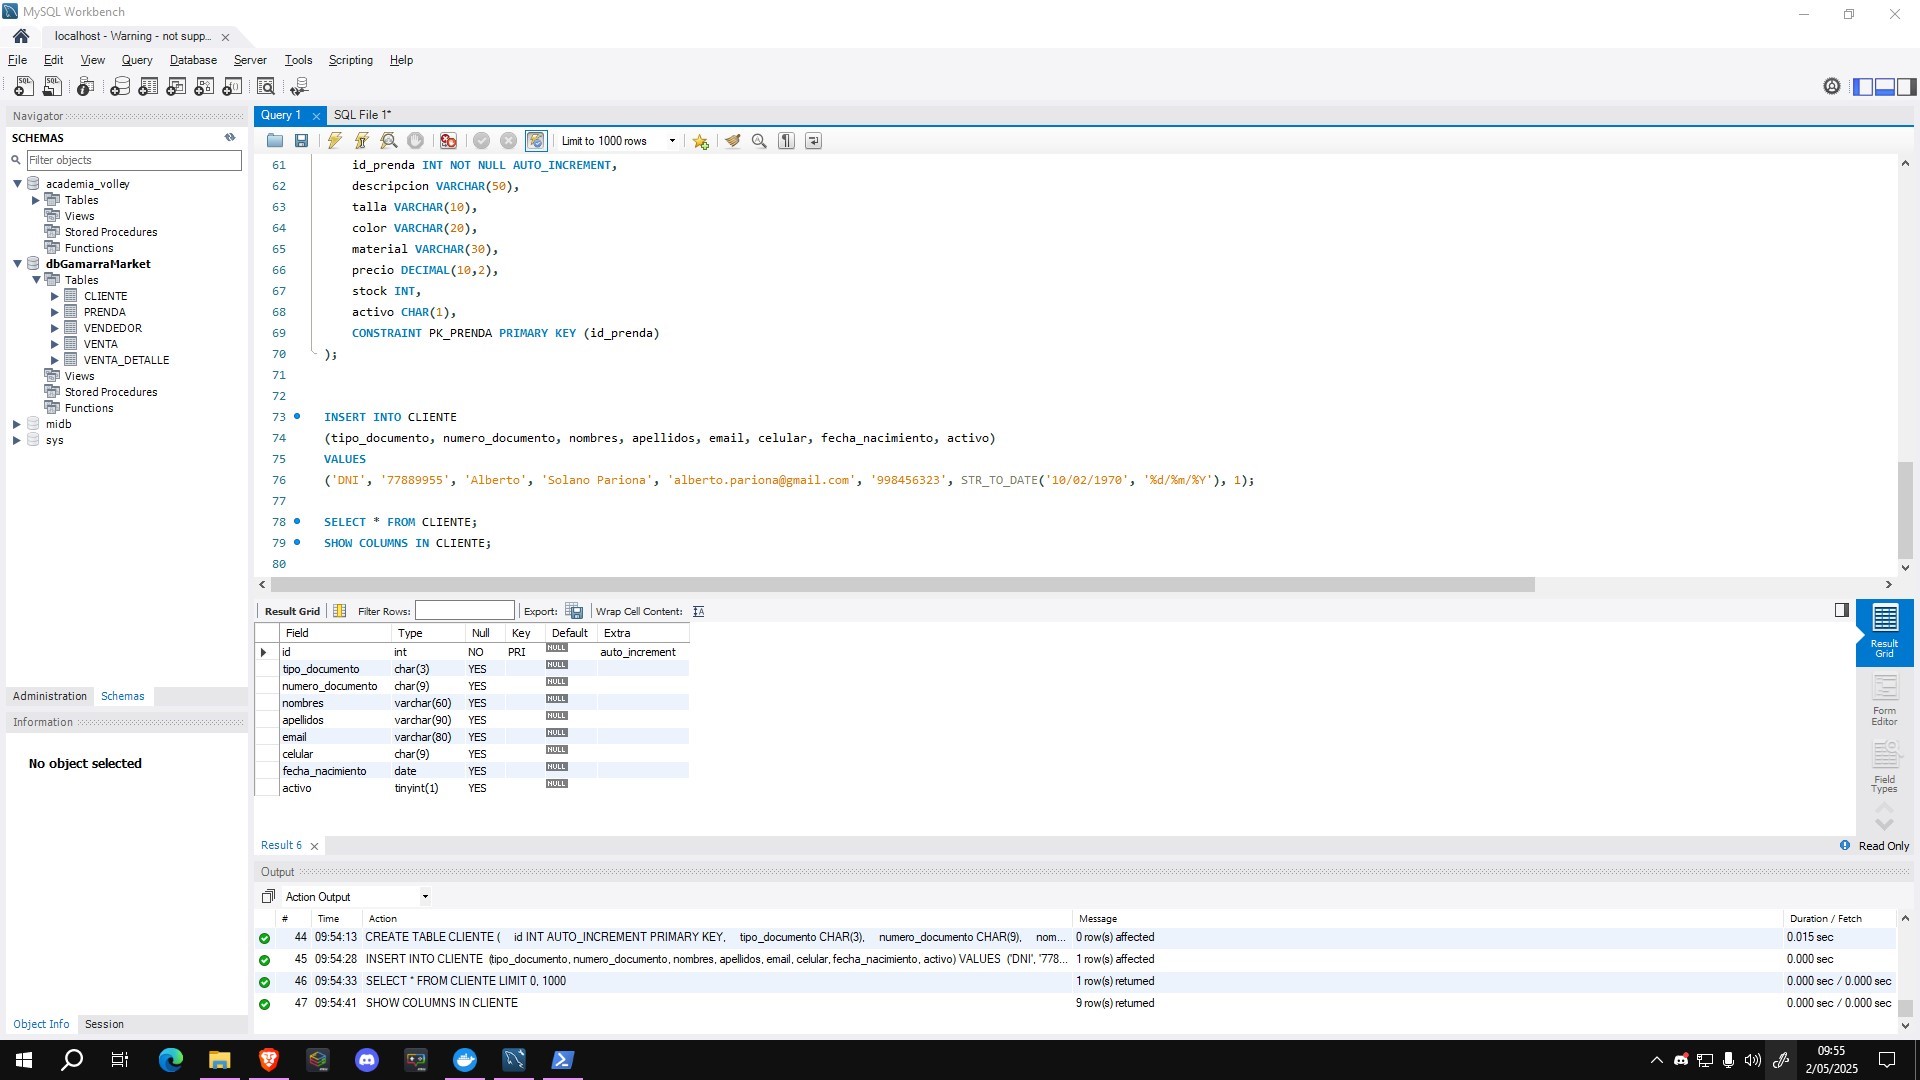 MySQL Workbench
localhost - Warning - not supp...
File Edit View Query Database Server Tools Scripting Help
Navigator
SCHEMAS
Filter objects
academia_volley
Tables
Views
Stored Procedures
Functions
dbGamarraMarket
Tables
CLIENTE
PRENDA
VENDEDOR
VENTA
VENTA_DETALLE
Views
Stored Procedures
Functions
midb
sys
Administration Schemas
Information
No object selected
Object Info Session
Query 1 SQL File 1*
Limit to 1000 rows
61 id_prenda INT NOT NULL AUTO_INCREMENT,
62 descripcion VARCHAR(50),
63 talla VARCHAR(10),
64 color VARCHAR(20),
65 material VARCHAR(30),
66 precio DECIMAL(10,2),
67 stock INT,
68 activo CHAR(1),
69 CONSTRAINT PK_PRENDA PRIMARY KEY (id_prenda)
70 );
71
72
73 INSERT INTO CLIENTE
74 (tipo_documento, numero_documento, nombres, apellidos, email, celular, fecha_nacimiento, activo)
75 VALUES
76 ('DNI', '77889955', 'Alberto', 'Solano Pariona', 'alberto.pariona@gmail.com', '998456323', STR_TO_DATE('10/02/1970', '%d/%m/%Y'), 1);
77
78 SELECT * FROM CLIENTE;
79 SHOW COLUMNS IN CLIENTE;
80
Result Grid Filter Rows: Export: Wrap Cell Content: IA
Field Type Null Key Default Extra
id int NO PRI NULL auto_increment
tipo_documento char(3) YES NULL
numero_documento char(9) YES NULL
nombres varchar(60) YES NULL
apellidos varchar(90) YES NULL
email varchar(80) YES NULL
celular char(9) YES NULL
fecha_nacimiento date YES NULL
activo tinyint(1) YES NULL
Result Grid
Form Editor
Field Types
Result 6
Read Only
Output
Action Output
# Time Action Message Duration / Fetch
44 09:54:13 CREATE TABLE CLIENTE ( id INT AUTO_INCREMENT PRIMARY KEY, tipo_documento CHAR(3), numero_documento CHAR(9), nom... 0 row(s) affected 0.015 sec
45 09:54:28 INSERT INTO CLIENTE (tipo_documento, numero_documento, nombres, apellidos, email, celular, fecha_nacimiento, activo) VALUES ('DNI', '778... 1 row(s) affected 0.000 sec
46 09:54:33 SELECT * FROM CLIENTE LIMIT 0, 1000 1 row(s) returned 0.000 sec / 0.000 sec
47 09:54:41 SHOW COLUMNS IN CLIENTE 9 row(s) returned 0.000 sec / 0.000 sec
09:55
2/05/2025